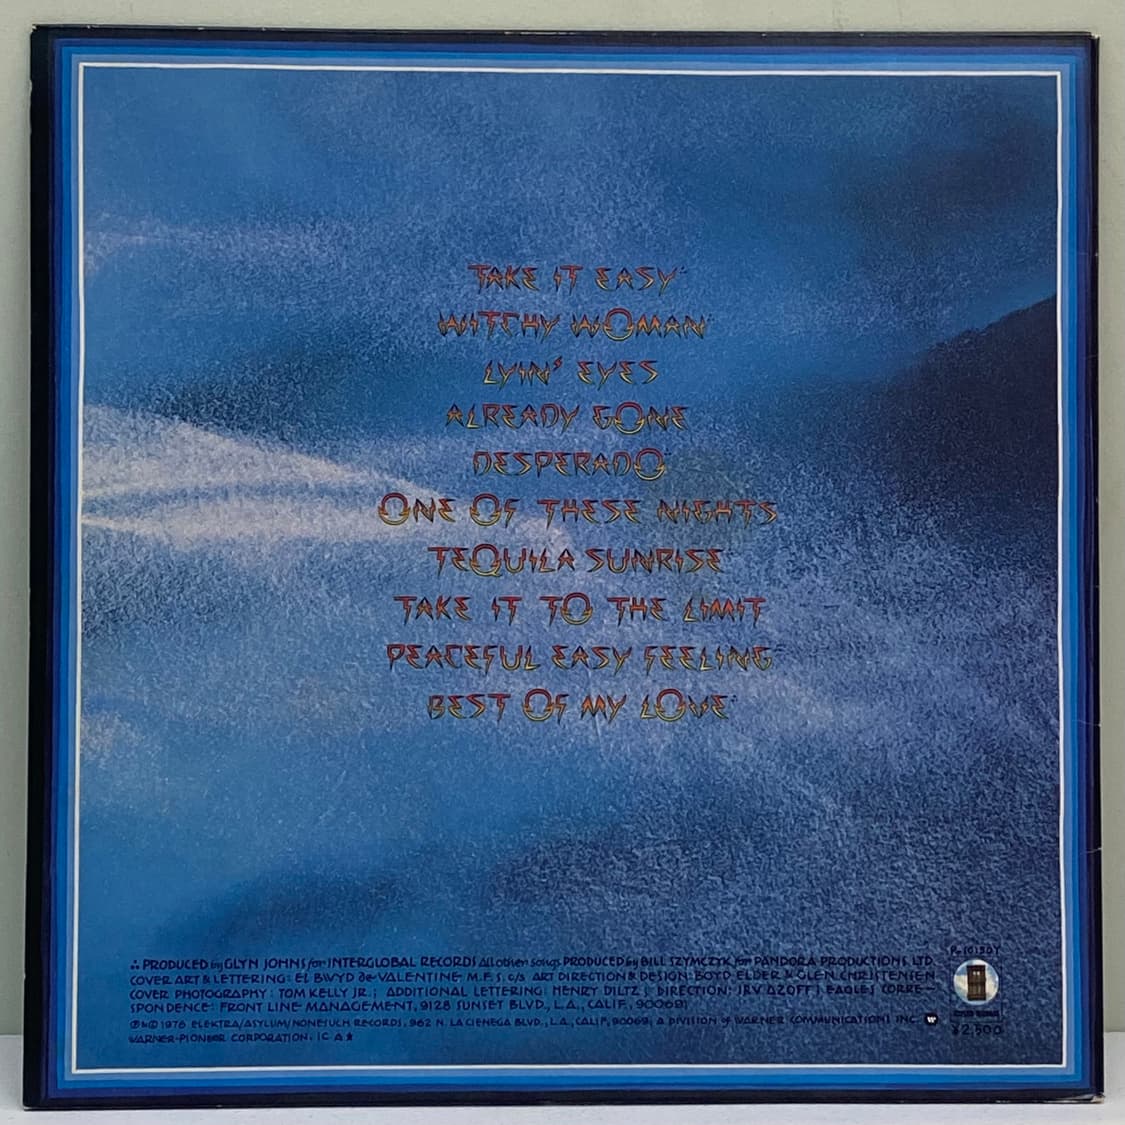 TAKE IT EASY∴
WITCHY WOMAN∴
LYIN' EYES
ALREADY GONE
DESPERADO∴
ONE OF THESE NIGHTS
TEQUILA SUNRISE∴
TAKE IT TO THE LIMIT
PEACEFUL EASY FEELING∴
BEST OF MY LOVE∴
P-10130Y
∴ PRODUCED by GLYN JOHNS for INTERGLOBAL RECORDS All other songs PRODUCED by BILL SZYMCZYK for PANDORA PRODUCTIONS, LTD.
COVER ART & LETTERING: EL BWYD de VALENTINE M.F.S. c/s ART DIRECTION & DESIGN: BOYD ELDER & GLEN CHRISTENSEN
COVER PHOTOGRAPHY: TOM KELLY JR.; ADDITIONAL LETTERING: HENRY DILTZ; DIRECTION: IRV AZOFF; EAGLES CORRE-
SPONDENCE: FRONT LINE MANAGEMENT, 9128 SUNSET BLVD., L.A., CALIF. 90069;
℗ & © 1976 ELEKTRA/ASYLUM/NONESUCH RECORDS, 962 N. LA CIENEGA BLVD., L.A., CALIF, 90069, A DIVISION of WARNER COMMUNICATIONS INC.
WARNER-PIONEER CORPORATION.
¥2,500